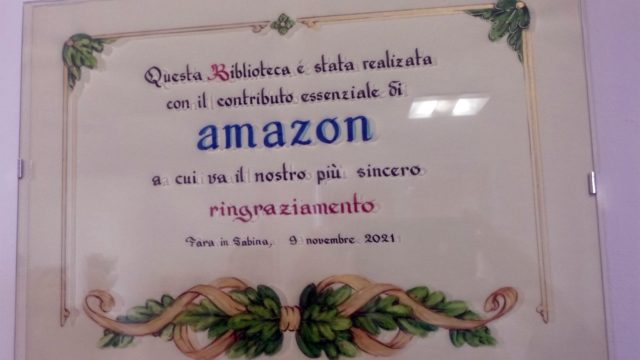 Questa Biblioteca é stata realizata
con il contributo essenziale di
amazon
a cui va il nostro più sincero
ringraziamento
Fara in Sabina, 9 novembre 2021